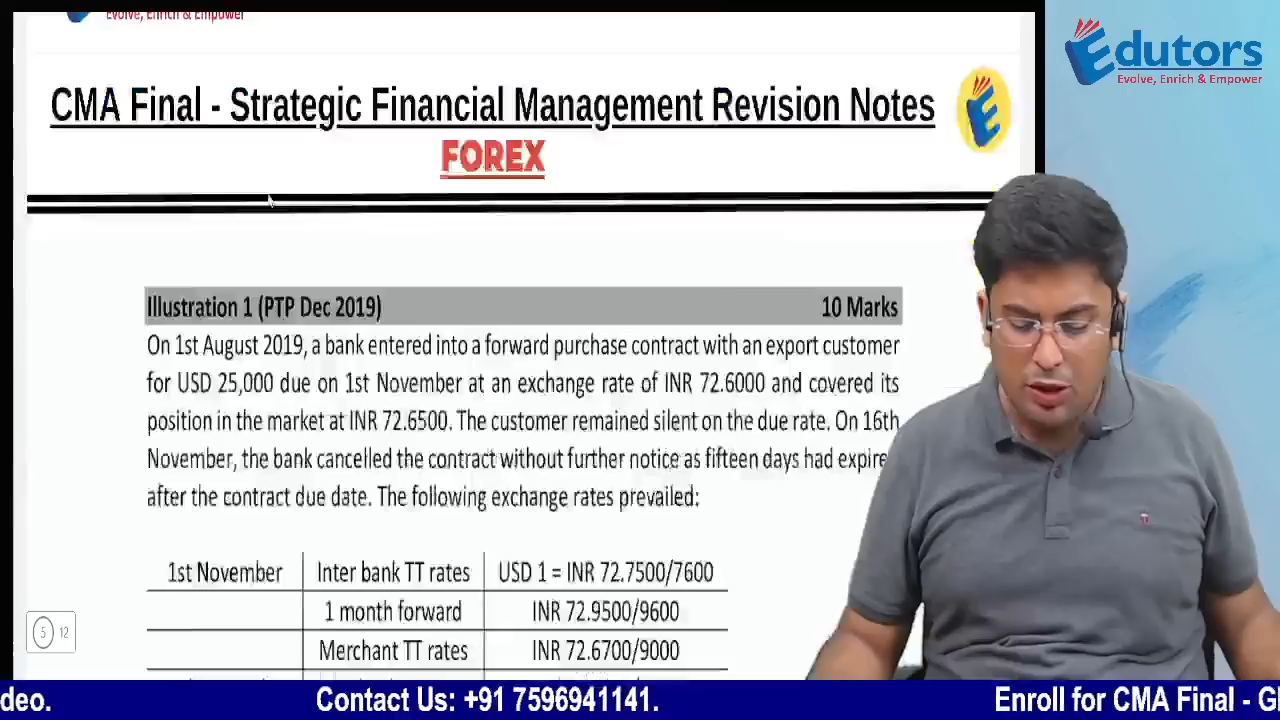 Evolve, Enrich & Empower
Edutors
Evolve, Enrich & Empower
CMA Final - Strategic Financial Management Revision Notes
FOREX
Illustration 1 (PTP Dec 2019) 10 Marks
On 1st August 2019, a bank entered into a forward purchase contract with an export customer
for USD 25,000 due on 1st November at an exchange rate of INR 72.6000 and covered its
position in the market at INR 72.6500. The customer remained silent on the due rate. On 16th
November, the bank cancelled the contract without further notice as fifteen days had expire
after the contract due date. The following exchange rates prevailed:
1st November Inter bank TT rates USD 1 = INR 72.7500/7600
1 month forward INR 72.9500/9600
Merchant TT rates INR 72.6700/9000
5 12
deo. Contact Us: +91 7596941141. Enroll for CMA Final - G